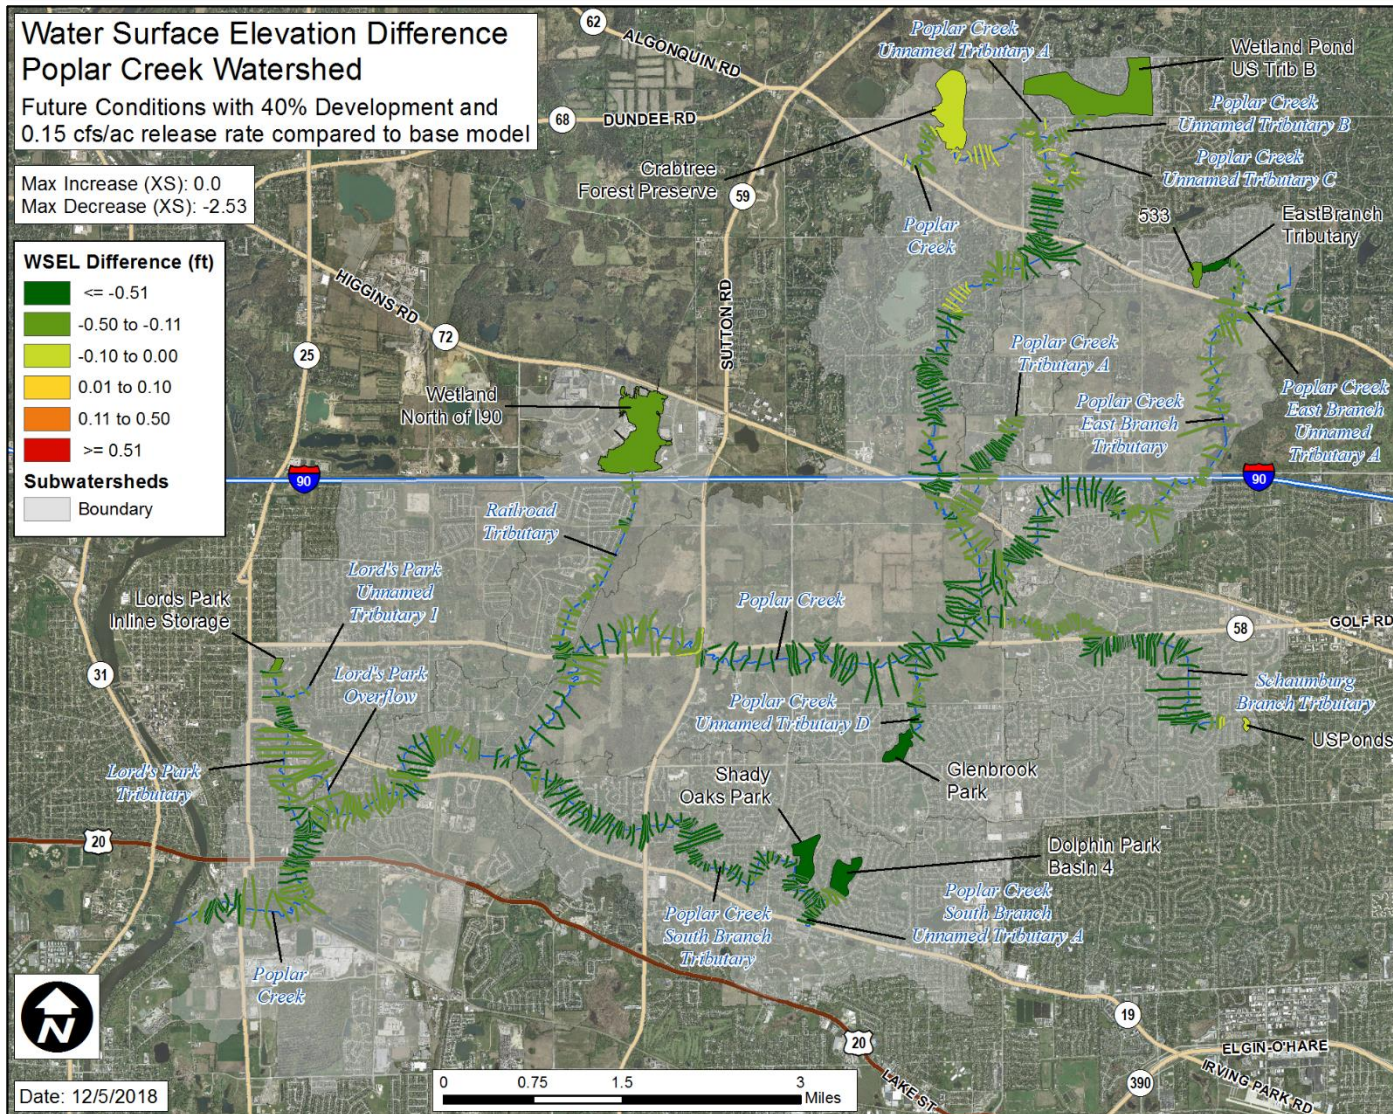 Water Surface Elevation Difference
Poplar Creek Watershed
Future Conditions with 40% Development and
0.15 cfs/ac release rate compared to base model
Max Increase (XS): 0.0
Max Decrease (XS): -2.53
WSEL Difference (ft)
<= -0.51
-0.50 to -0.11
-0.10 to 0.00
0.01 to 0.10
0.11 to 0.50
>= 0.51
Subwatersheds
Boundary
62
ALGONQUIN RD
68
DUNDEE RD
Poplar Creek
Unnamed Tributary A
Wetland Pond
US Trib B
Poplar Creek
Unnamed Tributary B
Poplar Creek
Unnamed Tributary C
Crabtree
Forest Preserve
59
SUTTON RD
Poplar
Creek
533
EastBranch
Tributary
HIGGINS RD
72
25
Poplar Creek
Tributary A
Poplar Creek
East Branch
Tributary
Poplar Creek
East Branch
Unnamed
Tributary A
Wetland
North of I90
90
90
Railroad
Tributary
Lord's Park
Unnamed
Tributary 1
Lords Park
Inline Storage
Poplar Creek
58
GOLF RD
31
Lord's Park
Overflow
Poplar Creek
Unnamed Tributary D
Schaumburg
Branch Tributary
USPonds
Lord's Park
Tributary
Shady
Oaks Park
Glenbrook
Park
20
Dolphin Park
Basin 4
Poplar Creek
South Branch
Tributary
Poplar Creek
South Branch
Unnamed Tributary A
Poplar
Creek
N
19
20
LAKE ST
ELGIN-O'HARE
IRVING PARK RD
390
Date: 12/5/2018
0 0.75 1.5 3
Miles